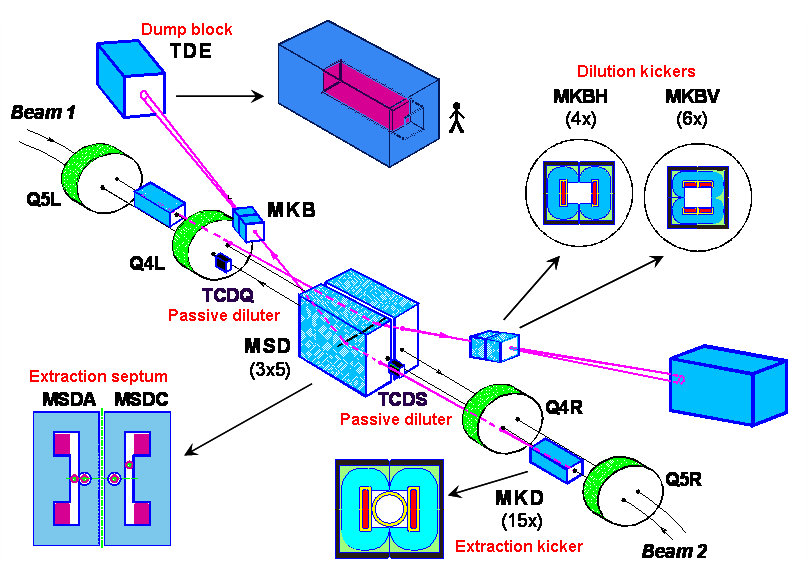 Dump block
TDE
Beam 1
Q5L
MKB
Q4L
TCDQ
Passive diluter
MSD
(3x5)
Extraction septum
MSDA MSDC
Dilution kickers
MKBH MKBV
(4x) (6x)
TCDS
Passive diluter
Q4R
Q5R
MKD
(15x)
Extraction kicker
Beam 2